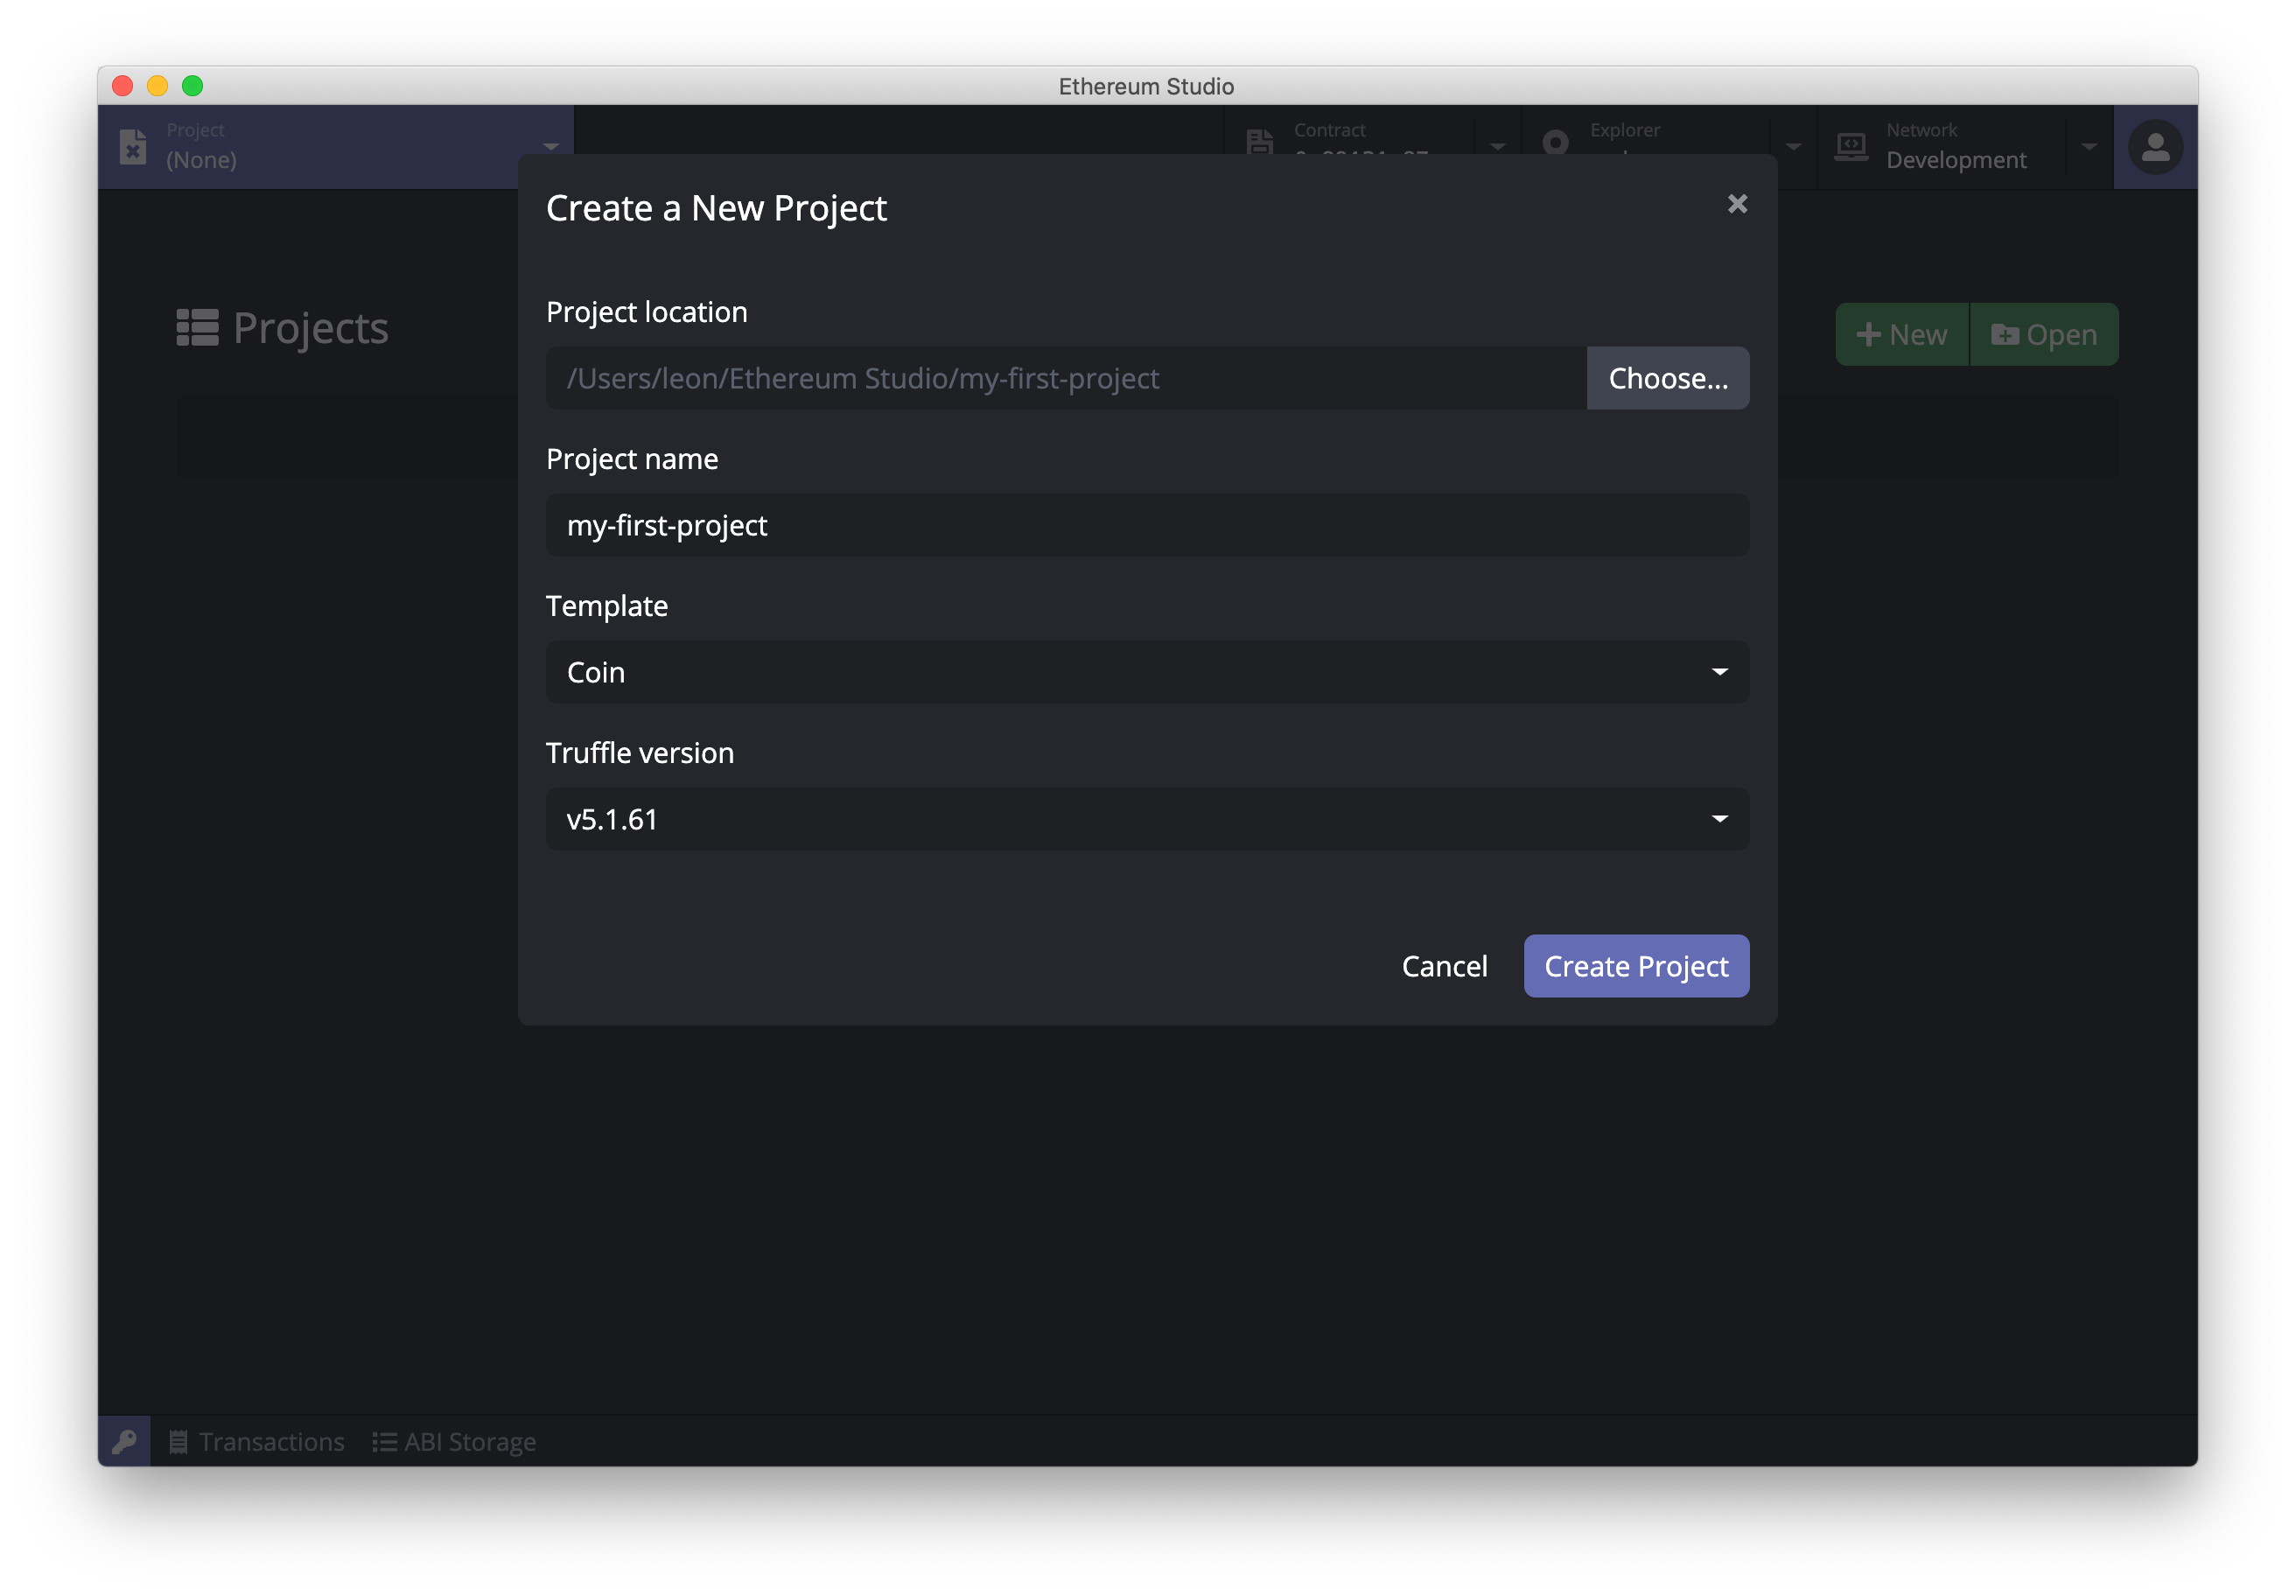 Ethereum Studio
Project
(None)
Contract
Explorer
Network
Development
Create a New Project
Project location
/Users/leon/Ethereum Studio/my-first-project
Choose...
Project name
my-first-project
Template
Coin
Truffle version
v5.1.61
Cancel
Create Project
Projects
New
Open
Transactions
ABI Storage